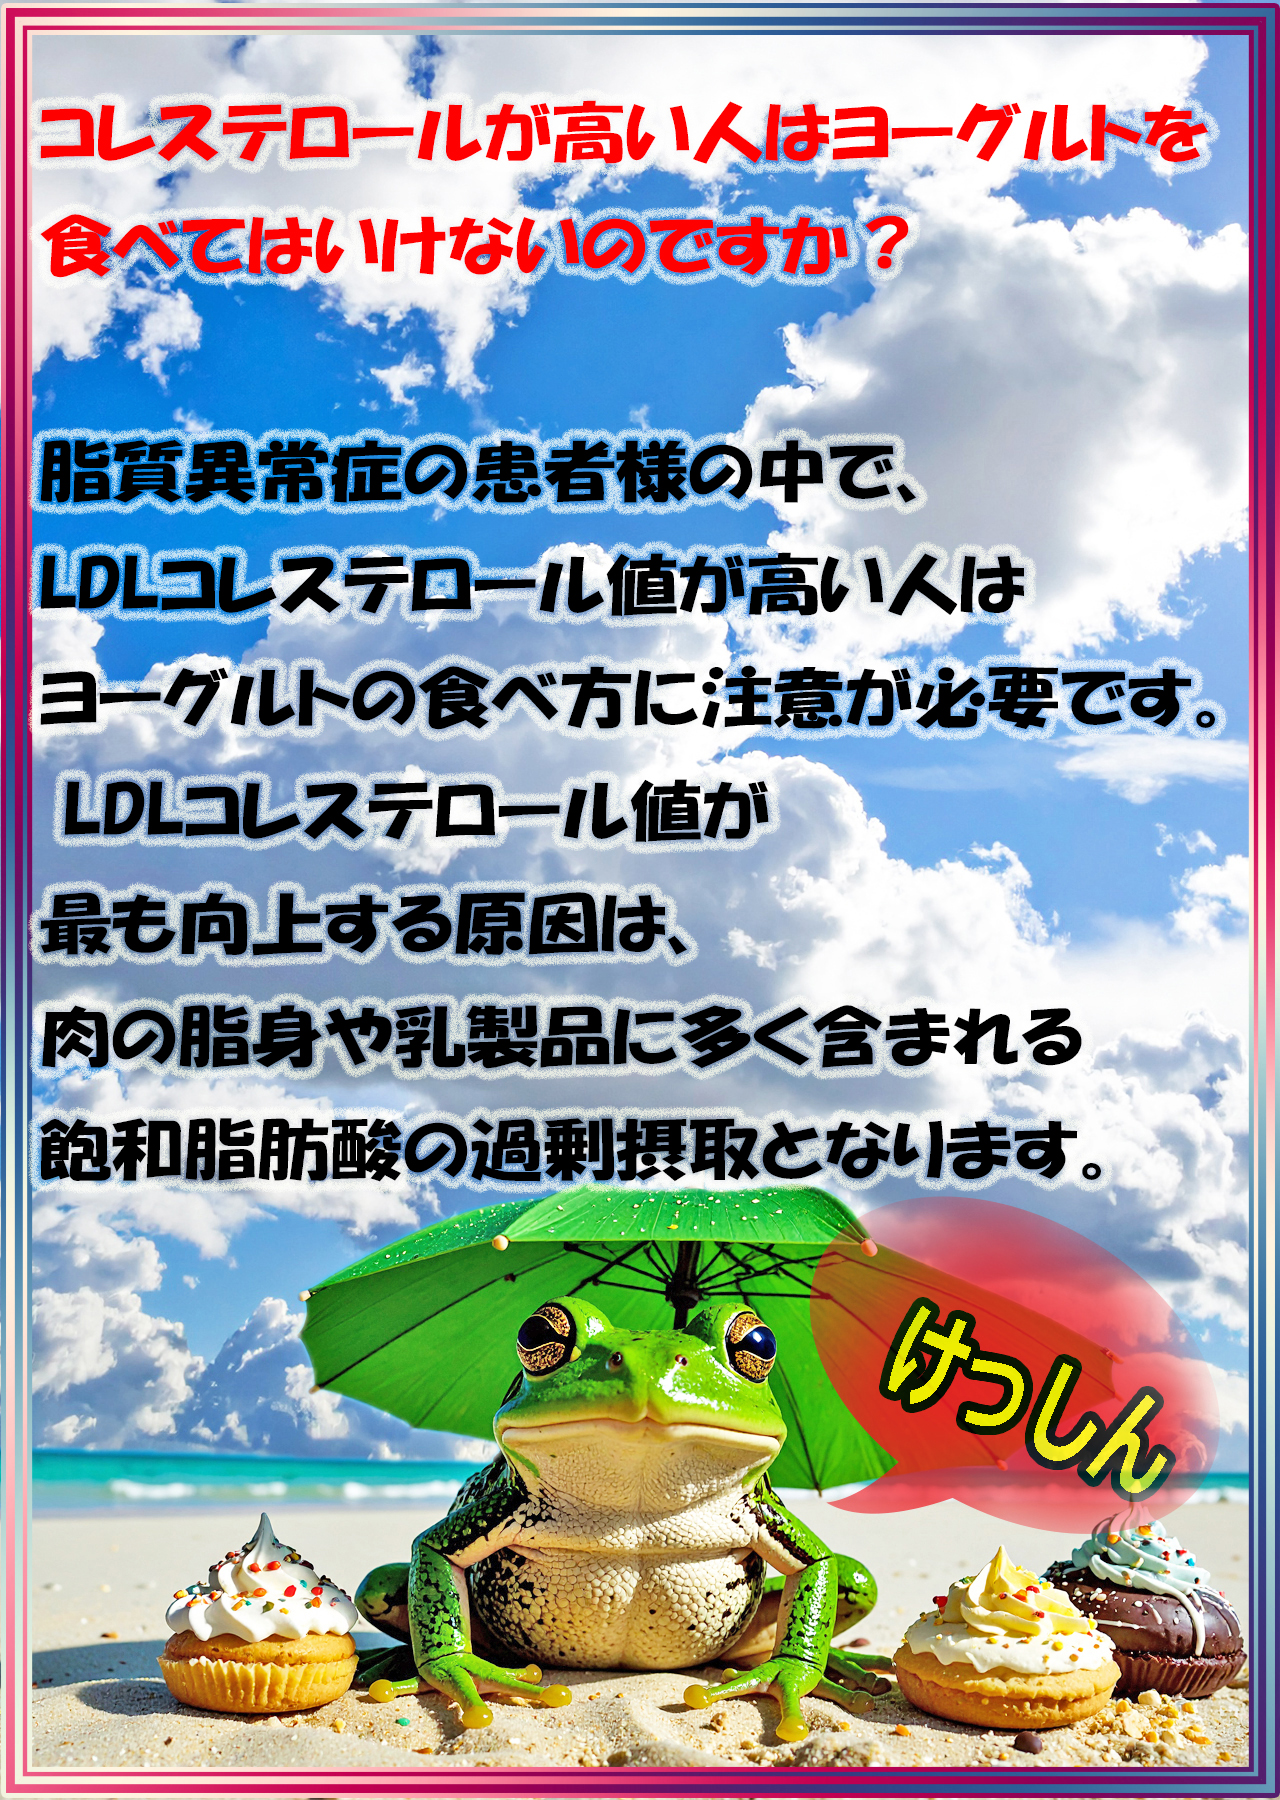 コレステロールが高い人はヨーグルトを
食べてはいけないのですか？
脂質異常症の患者様の中で、
LDLコレステロール値が高い人は
ヨーグルトの食べ方に注意が必要です。
LDLコレステロール値が
最も向上する原因は、
肉の脂身や乳製品に多く含まれる
飽和脂肪酸の過剰摂取となります。
けっしん